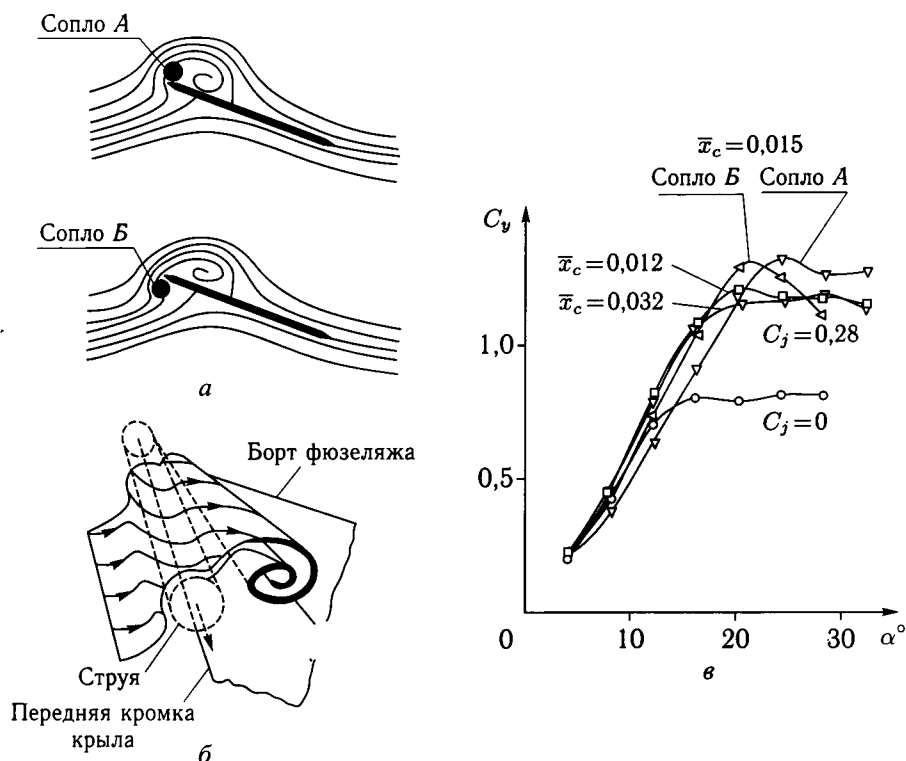 Сопло А
Сопло Б
а
Борт фюзеляжа
Струя
Передняя кромка
крыла
б
x̅c=0,015
Сопло Б Сопло А
Cy
x̅c=0,012
x̅c=0,032
1,0
Cj=0,28
Cj=0
0,5
0 10 20 30 α°
в